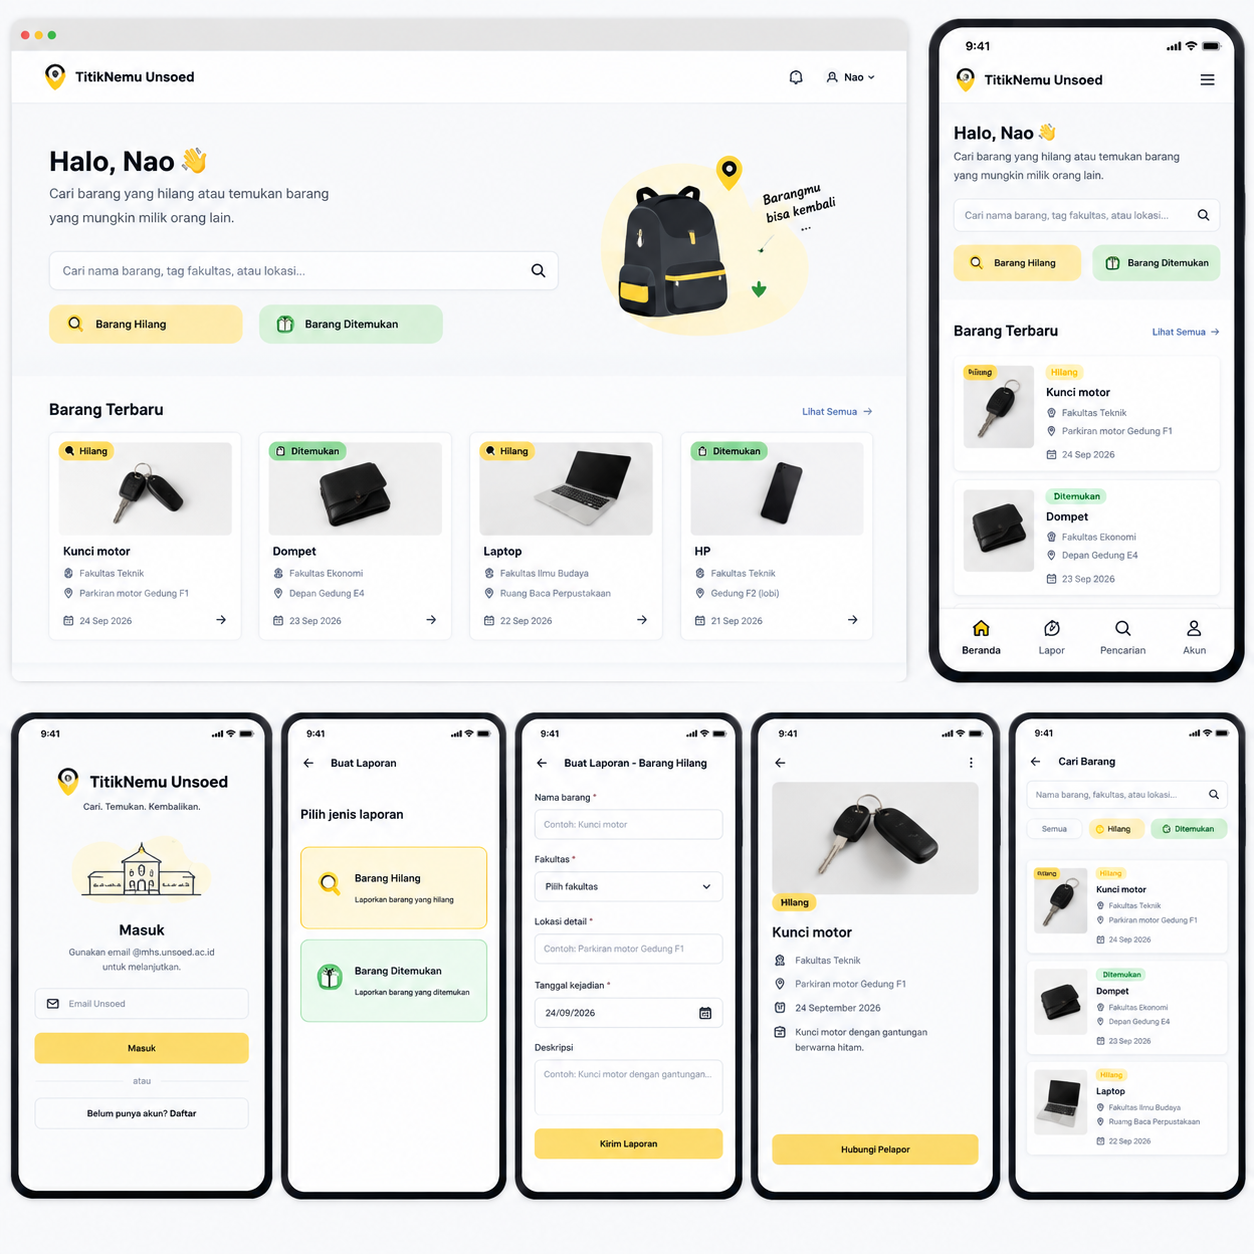 TitikNemu Unsoed
Nao
Halo, Nao 👋
Cari barang yang hilang atau temukan barang
yang mungkin milik orang lain.
Cari nama barang, tag fakultas, atau lokasi...
Barang Hilang
Barang Ditemukan
Barangmu
bisa kembali
...
Barang Terbaru
Lihat Semua →
Hilang
Kunci motor
Fakultas Teknik
Parkiran motor Gedung F1
24 Sep 2026
Ditemukan
Dompet
Fakultas Ekonomi
Depan Gedung E4
23 Sep 2026
Hilang
Laptop
Fakultas Ilmu Budaya
Ruang Baca Perpustakaan
22 Sep 2026
Ditemukan
HP
Fakultas Teknik
Gedung F2 (lobi)
21 Sep 2026
9:41
TitikNemu Unsoed
Halo, Nao 👋
Cari barang yang hilang atau temukan barang
yang mungkin milik orang lain.
Cari nama barang, tag fakultas, atau lokasi...
Barang Hilang
Barang Ditemukan
Barang Terbaru
Lihat Semua →
Hilang
Kunci motor
Fakultas Teknik
Parkiran motor Gedung F1
24 Sep 2026
Ditemukan
Dompet
Fakultas Ekonomi
Depan Gedung E4
23 Sep 2026
Beranda
Lapor
Pencarian
Akun
9:41
TitikNemu Unsoed
Cari. Temukan. Kembalikan.
Masuk
Gunakan email @mhs.unsoed.ac.id
untuk melanjutkan.
Email Unsoed
Masuk
atau
Belum punya akun? Daftar
9:41
Buat Laporan
Pilih jenis laporan
Barang Hilang
Laporkan barang yang hilang
Barang Ditemukan
Laporkan barang yang ditemukan
9:41
Buat Laporan - Barang Hilang
Nama barang *
Contoh: Kunci motor
Fakultas *
Pilih fakultas
Lokasi detail *
Contoh: Parkiran motor Gedung F1
Tanggal kejadian *
24/09/2026
Deskripsi
Contoh: Kunci motor dengan gantungan...
Kirim Laporan
9:41
Hilang
Kunci motor
Fakultas Teknik
Parkiran motor Gedung F1
24 September 2026
Kunci motor dengan gantungan
berwarna hitam.
Hubungi Pelapor
9:41
Cari Barang
Nama barang, fakultas, atau lokasi...
Semua
Hilang
Ditemukan
Hilang
Kunci motor
Fakultas Teknik
Parkiran motor Gedung F1
24 Sep 2026
Ditemukan
Dompet
Fakultas Ekonomi
Depan Gedung E4
23 Sep 2026
Hilang
Laptop
Fakultas Ilmu Budaya
Ruang Baca Perpustakaan
22 Sep 2026